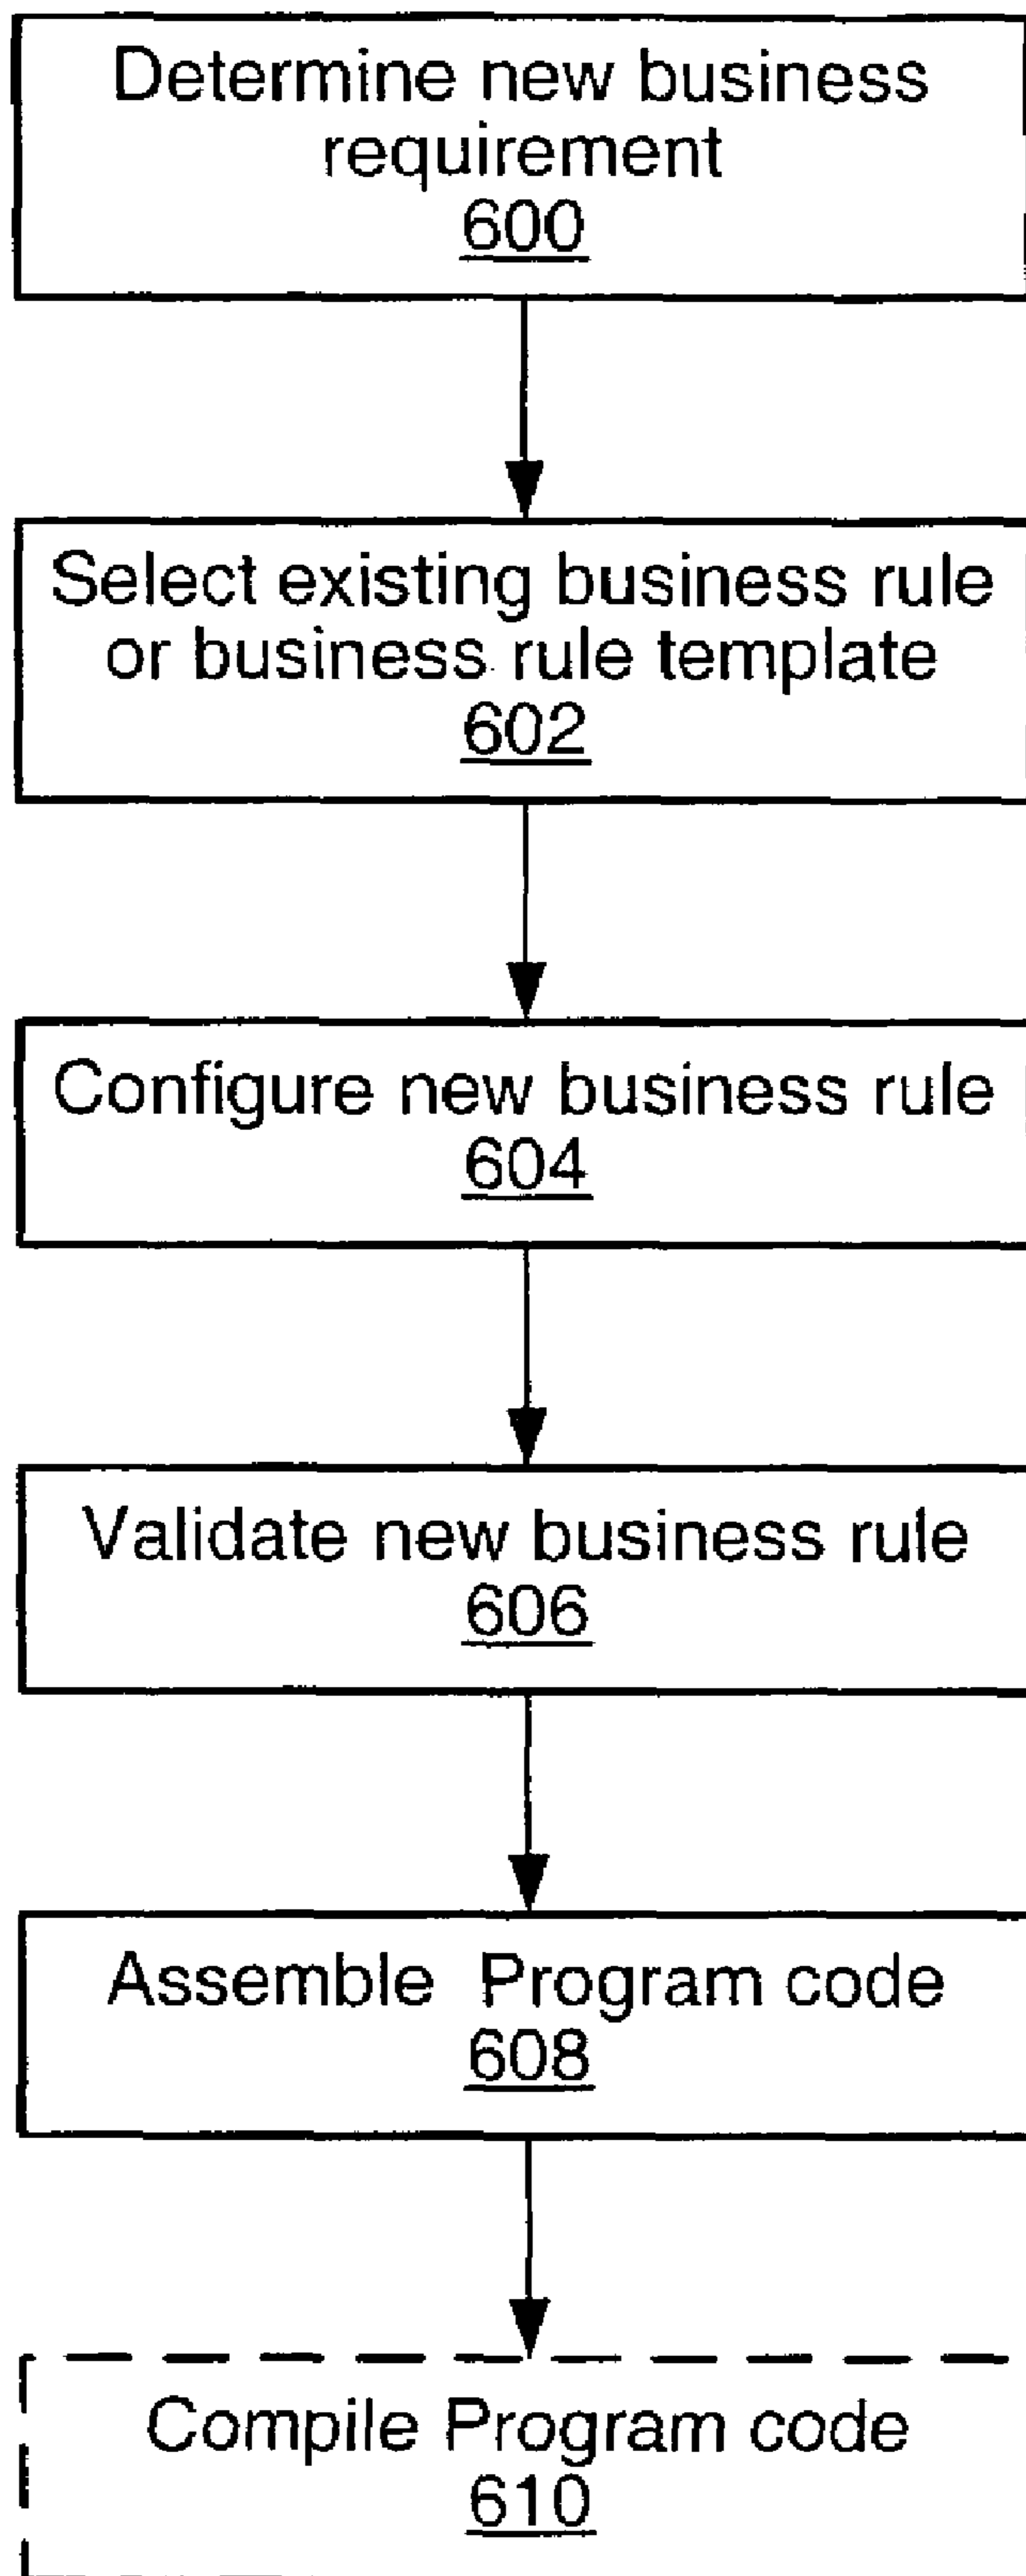 Determine new business
requirement
600
Select existing business rule
or business rule template
602
Configure new business rule
604
Validate new business rule
606
Assemble Program code
608
Compile Program code
610